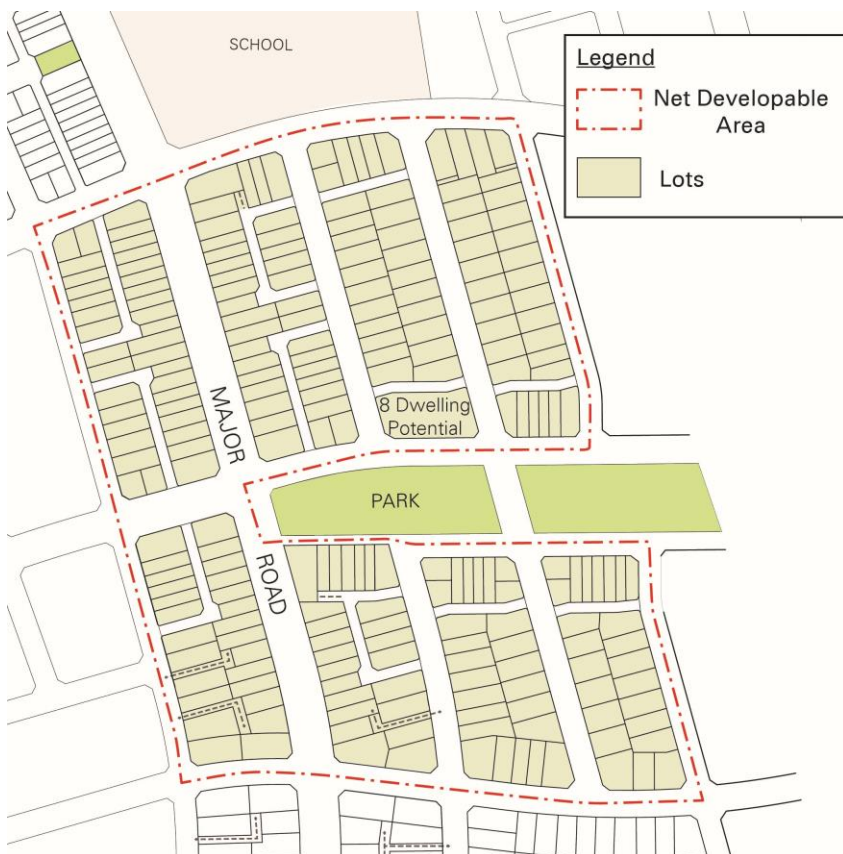 SCHOOL
Legend
Net Developable
Area
Lots
MAJOR
8 Dwelling
Potential
PARK
ROAD